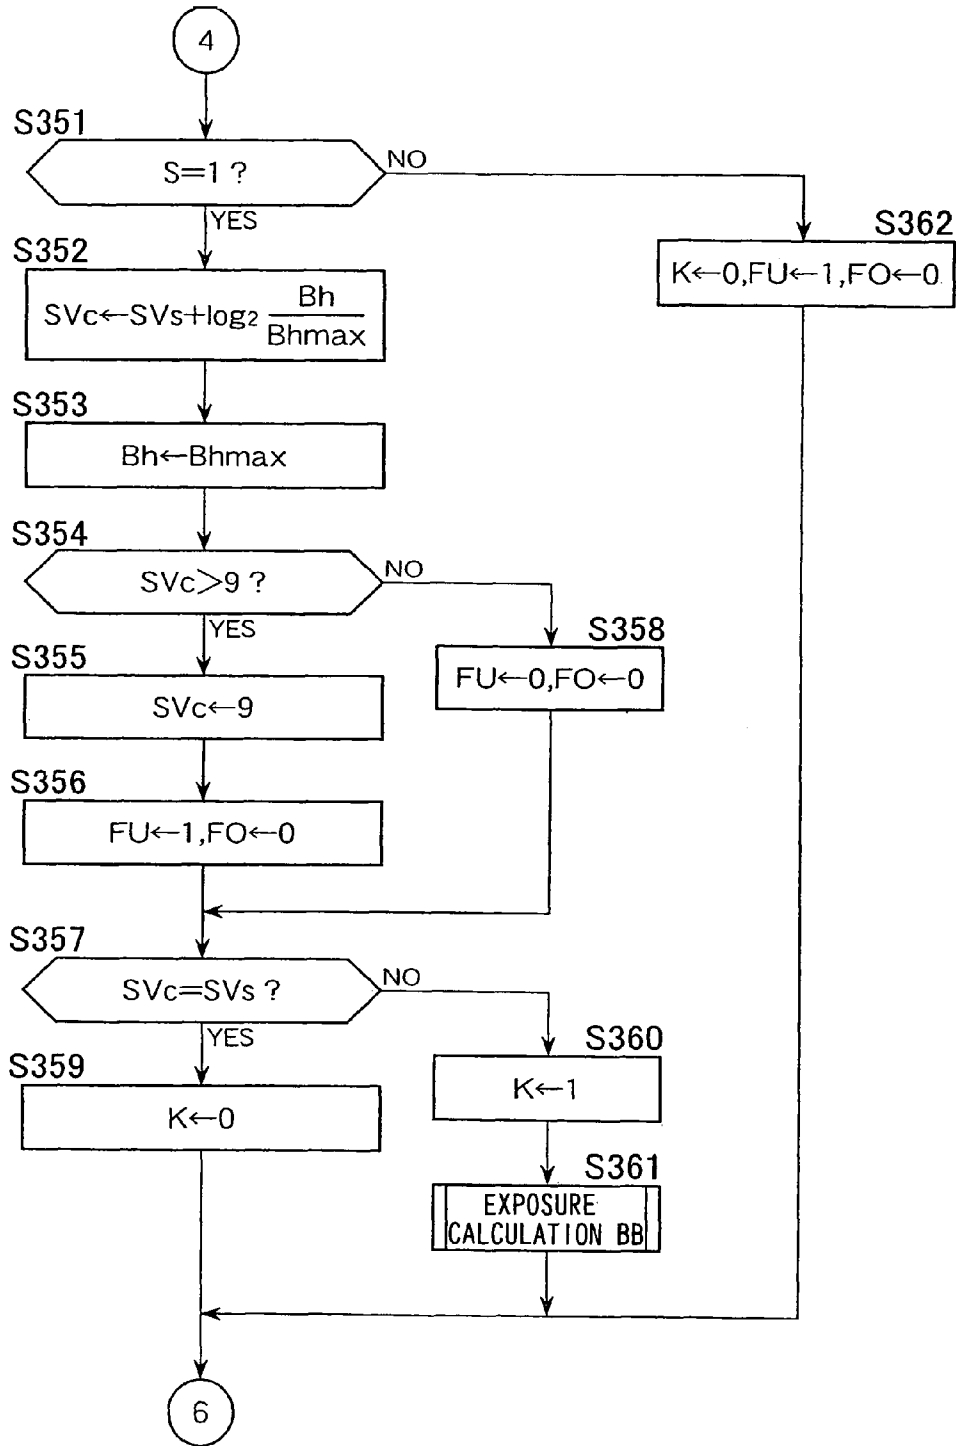 4
S351
S=1?
NO
YES
S362
K←0,FU←1,FO←0
S352
SVc←SVs+log2 Bh
Bhmax
S353
Bh←Bhmax
S354
SVc>9?
NO
YES
S358
FU←0,FO←0
S355
SVc←9
S356
FU←1,FO←0
S357
SVc=SVs?
NO
YES
S360
K←1
S359
K←0
S361
EXPOSURE
CALCULATION BB
6